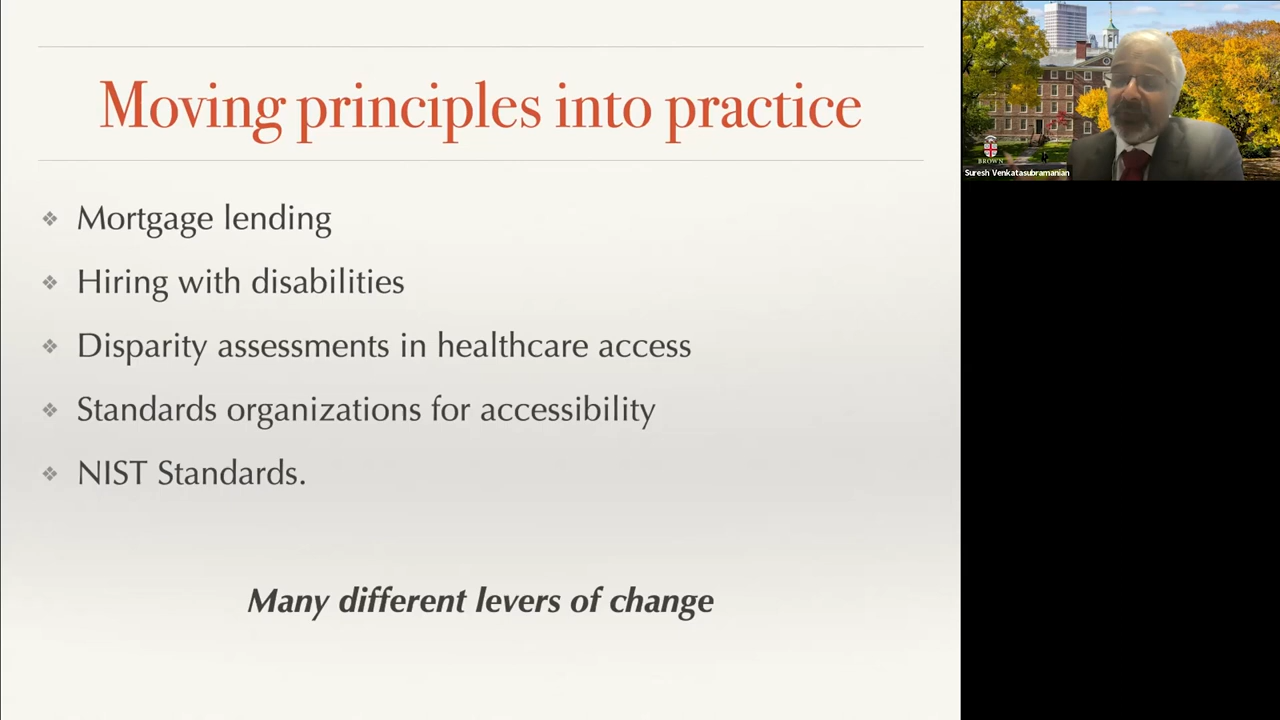 Moving principles into practice
Mortgage lending
Hiring with disabilities
Disparity assessments in healthcare access
Standards organizations for accessibility
NIST Standards.
Many different levers of change
BROWN
Suresh Venkatasubramanian